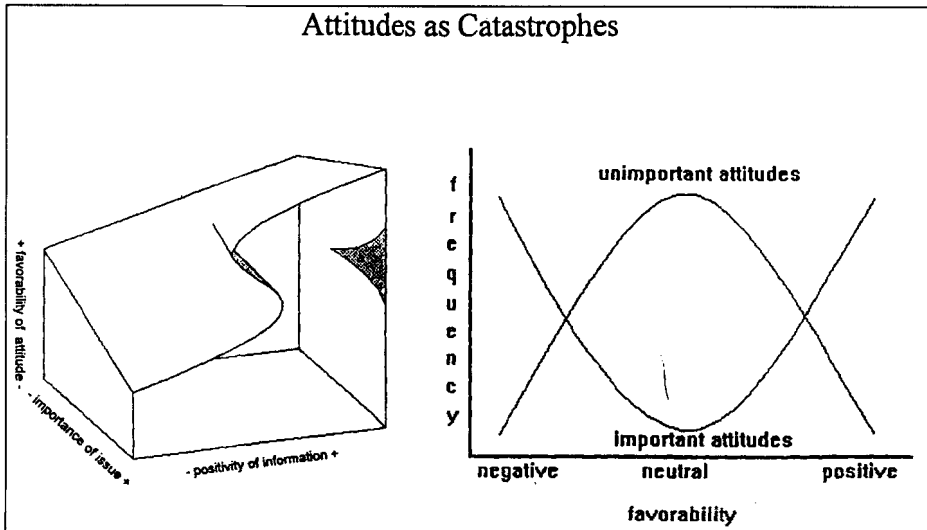 Attitudes as Catastrophes
+ favorability of attitude -
- importance of issue +
- positivity of information +
frequency
unimportant attitudes
important attitudes
negative neutral positive
favorability